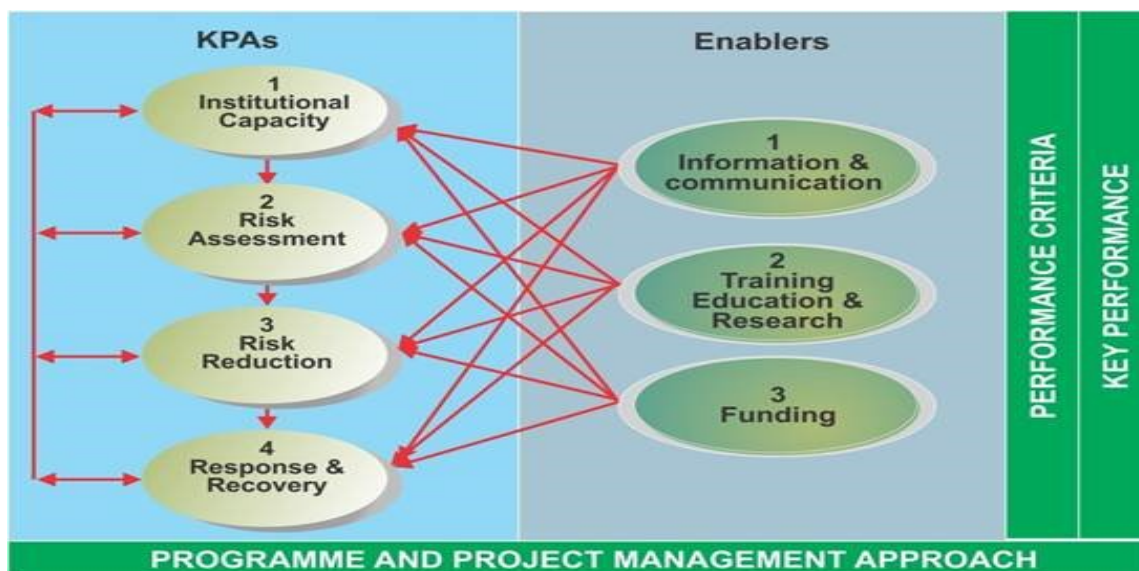 KPAs
1
Institutional
Capacity
2
Risk
Assessment
3
Risk
Reduction
4
Response &
Recovery
Enablers
1
Information &
communication
2
Training
Education &
Research
3
Funding
PERFORMANCE CRITERIA
KEY PERFORMANCE
PROGRAMME AND PROJECT MANAGEMENT APPROACH